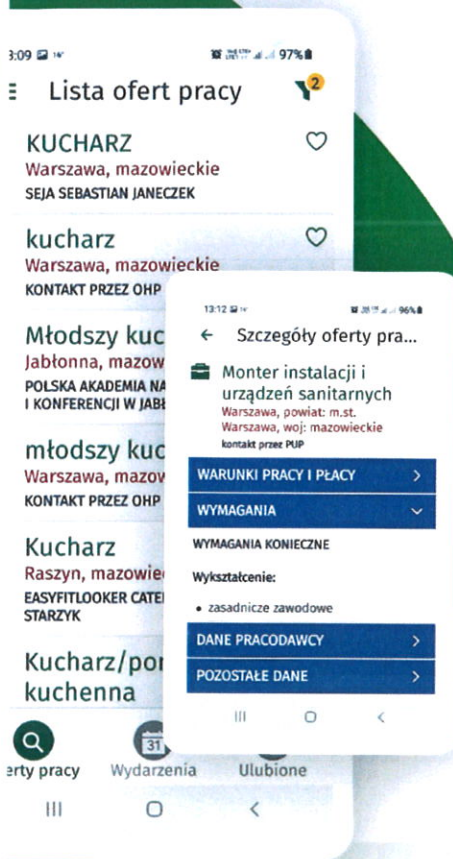 3:09
97%
Lista ofert pracy
2
KUCHARZ
Warszawa, mazowieckie
SEJA SEBASTIAN JANECZEK
kucharz
Warszawa, mazowieckie
KONTAKT PRZEZ OHP
Młodszy kuc
Jabłonna, mazow
POLSKA AKADEMIA NA
I KONFERENCJI W JABŁ
młodszy kuc
Warszawa, mazow
KONTAKT PRZEZ OHP
Kucharz
Raszyn, mazowie
EASYFITLOOKER CATE
STARZYK
Kucharz/po
kuchenna
31
erty pracy
Wydarzenia
Ulubione
13:12
96%
Szczegóły oferty pra...
Monter instalacji i
urządzeń sanitarnych
Warszawa, powiat: m.st.
Warszawa, woj: mazowieckie
kontakt przez PUP
WARUNKI PRACY I PŁACY
WYMAGANIA
WYMAGANIA KONIECZNE
Wykształcenie:
• zasadnicze zawodowe
DANE PRACODAWCY
POZOSTAŁE DANE